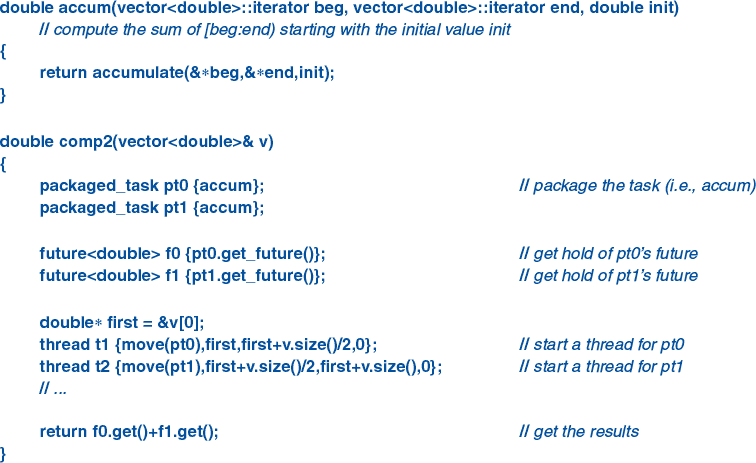 double accum(vector<double>::iterator beg, vector<double>::iterator end, double init)
// compute the sum of [beg:end) starting with the initial value init
{
return accumulate(&*beg,&*end,init);
}
double comp2(vector<double>& v)
{
packaged_task pt0 {accum}; // package the task (i.e., accum)
packaged_task pt1 {accum};
future<double> f0 {pt0.get_future()}; // get hold of pt0's future
future<double> f1 {pt1.get_future()}; // get hold of pt1's future
double* first = &v[0];
thread t1 {move(pt0),first,first+v.size()/2,0}; // start a thread for pt0
thread t2 {move(pt1),first+v.size()/2,first+v.size(),0}; // start a thread for pt1
// ...
return f0.get()+f1.get(); // get the results
}